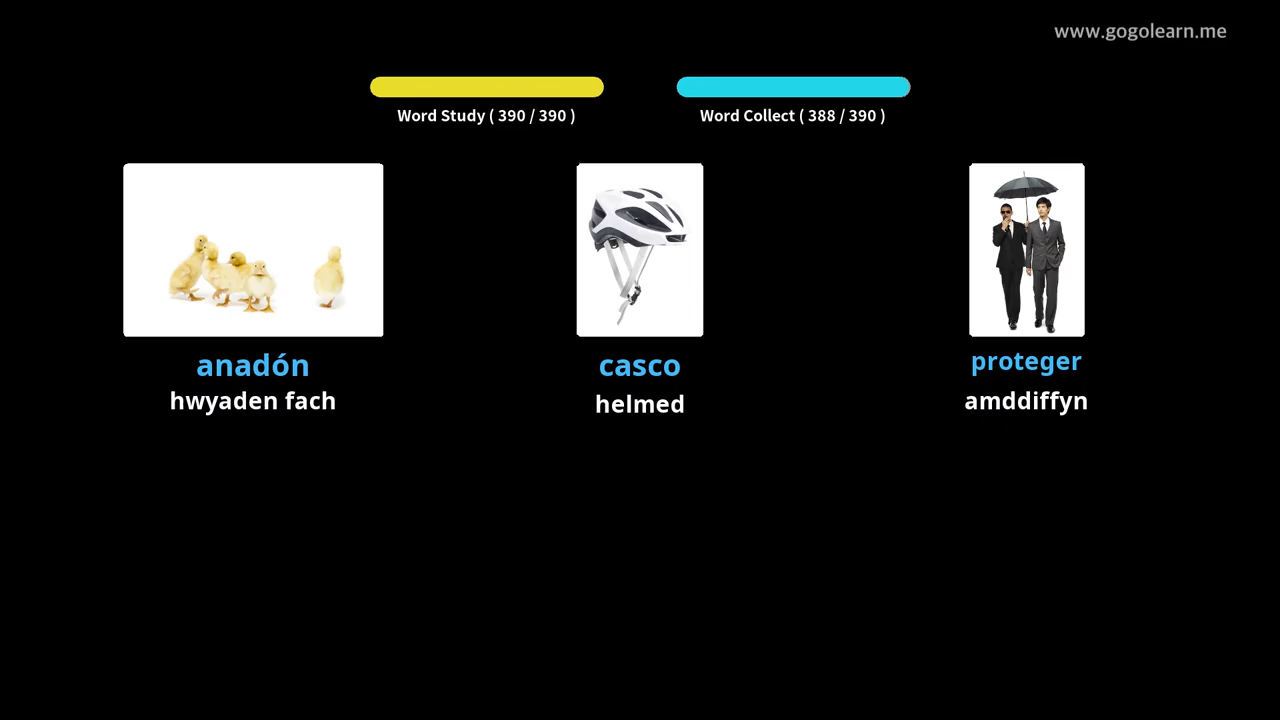 www.gogolearn.me
Word Study ( 390 / 390 )
Word Collect ( 388 / 390 )
anadón
hwyaden fach
casco
helmed
proteger
amddiffyn